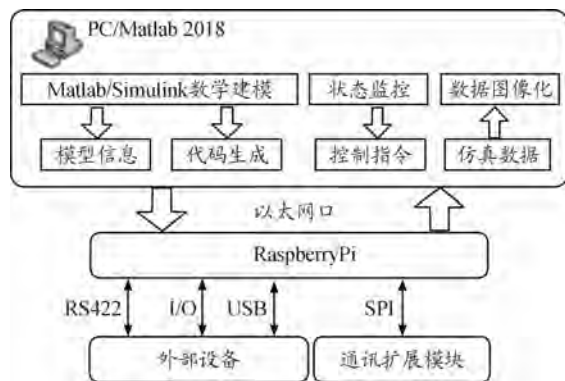 PC/Matlab 2018
Matlab/Simulink数学建模 状态监控 数据图像化
模型信息 代码生成 控制指令 仿真数据
以太网口
RaspberryPi
RS422 I/O USB SPI
外部设备 通讯扩展模块